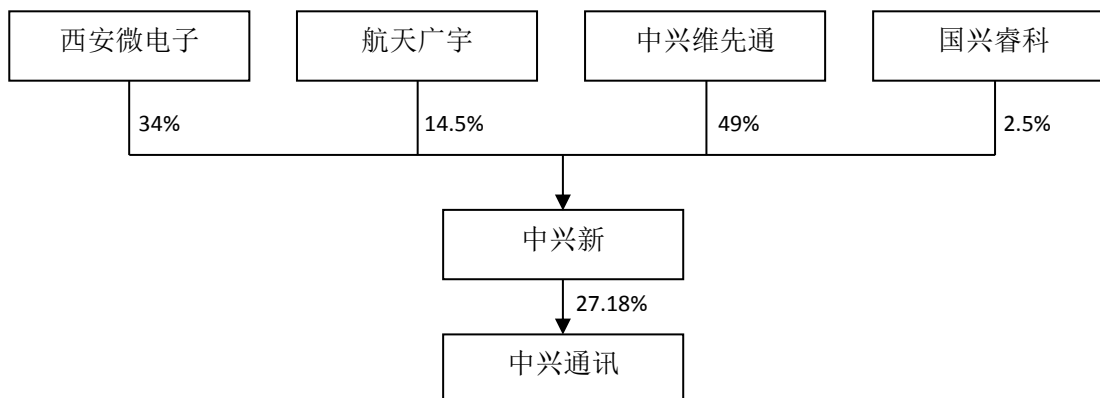 西安微电子
航天广宇
中兴维先通
国兴睿科
34%
14.5%
49%
2.5%
中兴新
27.18%
中兴通讯